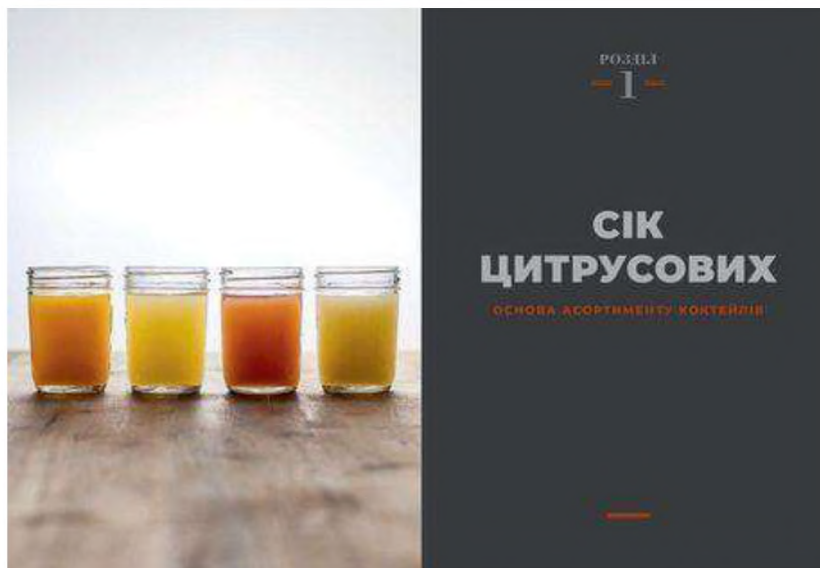 РОЗДІЛ
1
СІК
ЦИТРУСОВИХ
ОСНОВА АСОРТИМЕНТУ КОКТЕЙЛІВ